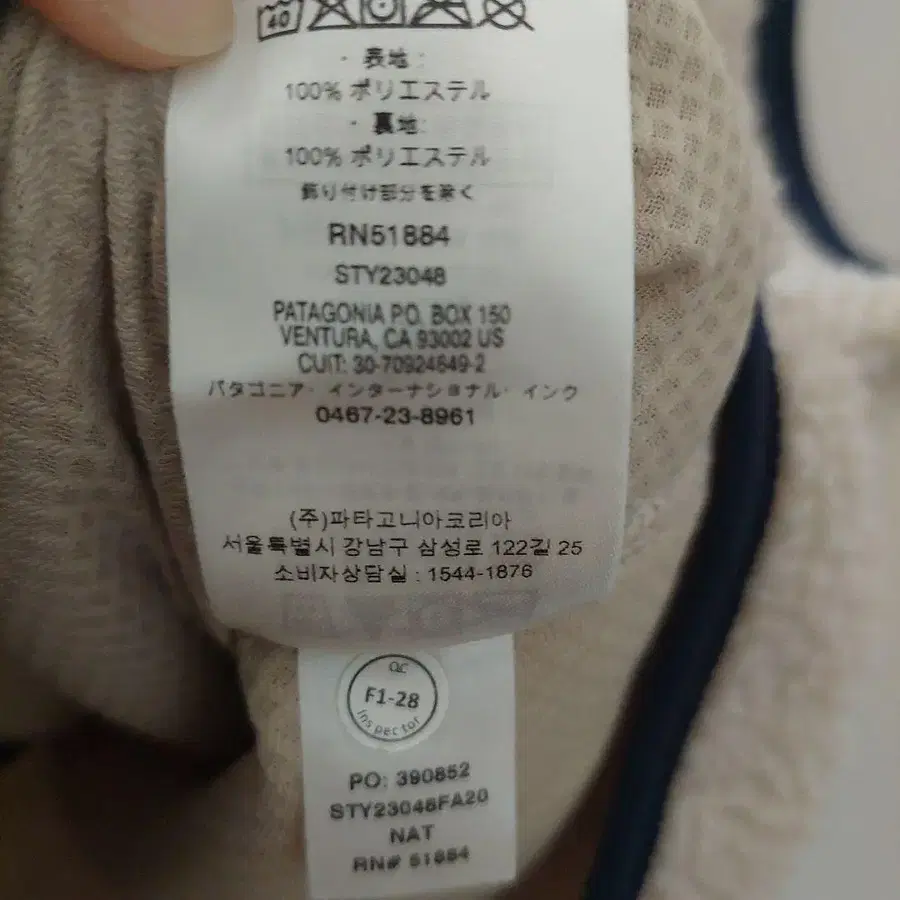 40
・表地:
100% ポリエステル
・裏地:
100% ポリエステル
飾り付け部分を除く
RN51884
STY23048
PATAGONIA P.O. BOX 150
VENTURA, CA 93002 US
CUIT: 30-70924849-2
パタゴニア・インターナショナル・インク
0467-23-8961
(주)파타고니아코리아
서울특별시 강남구 삼성로 122길 25
소비자상담실 : 1544-1876
QC
F1-28
Inspector
PO: 390852
STY23048FA20
NAT
RN# 51884